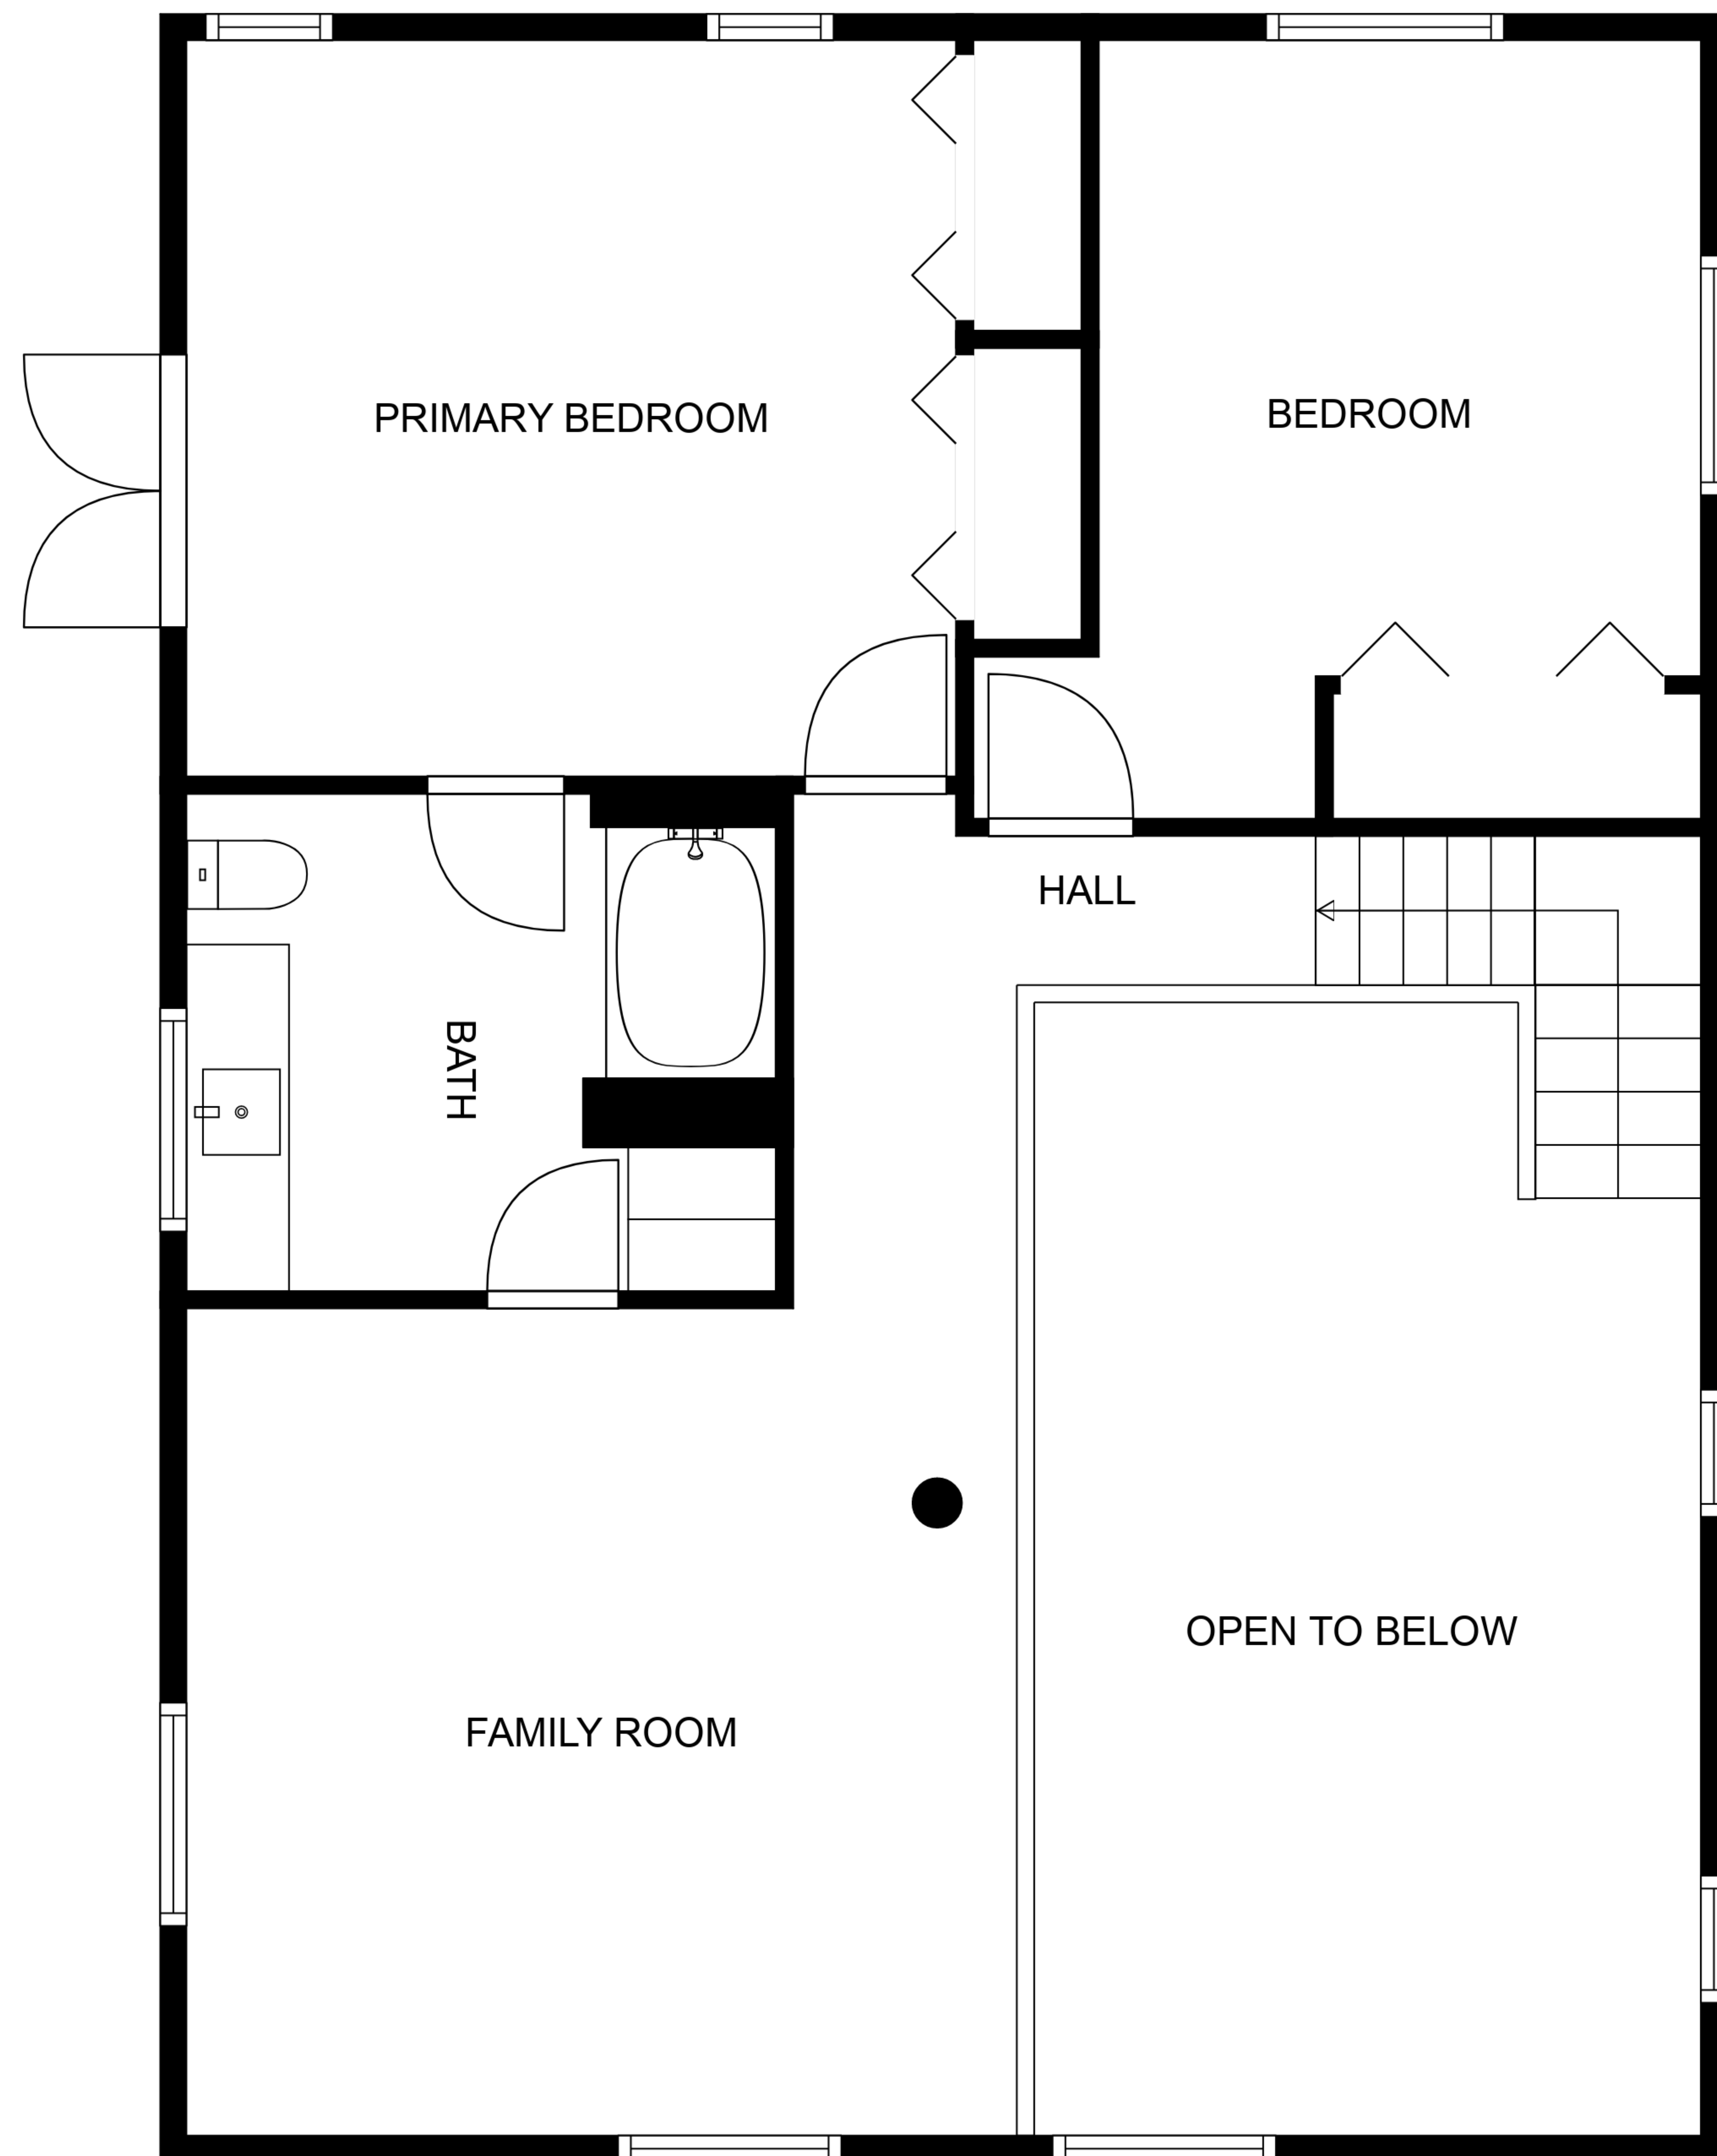 PRIMARY BEDROOM
BEDROOM
HALL
BATH
OPEN TO BELOW
FAMILY ROOM